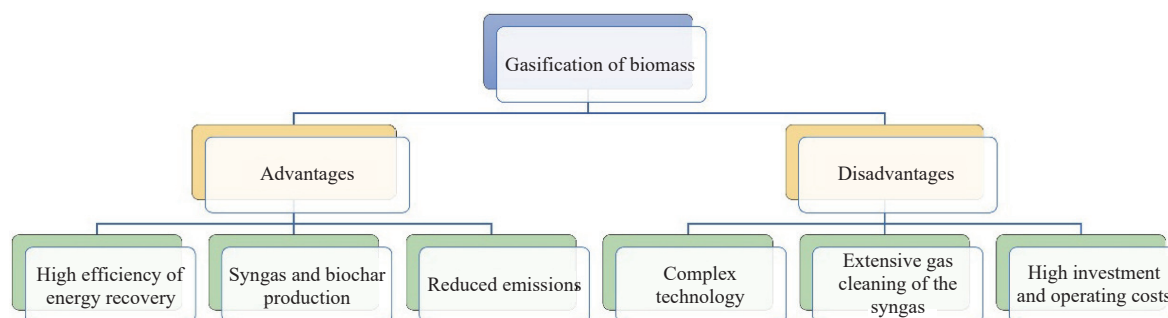 Gasification of biomass
Advantages
Disadvantages
High efficiency of
energy recovery
Syngas and biochar
production
Reduced emissions
Complex
technology
Extensive gas
cleaning of the
syngas
High investment
and operating costs